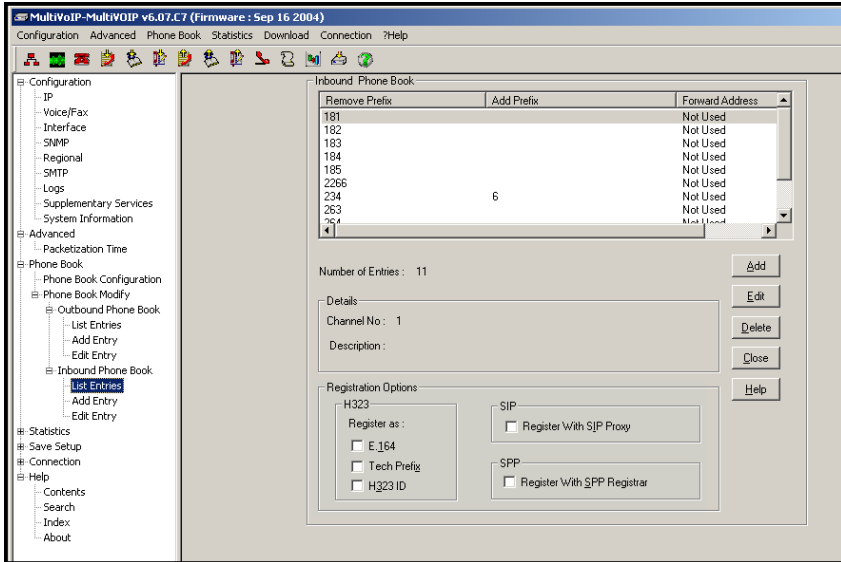 MultiVoIP-MultiVOIP v6.07.C7 (Firmware : Sep 16 2004)
Configuration Advanced Phone Book Statistics Download Connection ?Help
Configuration
IP
Voice/Fax
Interface
SNMP
Regional
SMTP
Logs
Supplementary Services
System Information
Advanced
Packetization Time
Phone Book
Phone Book Configuration
Phone Book Modify
Outbound Phone Book
List Entries
Add Entry
Edit Entry
Inbound Phone Book
List Entries
Add Entry
Edit Entry
Statistics
Save Setup
Connection
Help
Contents
Search
Index
About
Inbound Phone Book
Remove Prefix Add Prefix Forward Address
181 Not Used
182 Not Used
183 Not Used
184 Not Used
185 Not Used
2266 Not Used
234 6 Not Used
263 Not Used
264 Not Used
Number of Entries : 11
Details
Channel No : 1
Description :
Add
Edit
Delete
Close
Help
Registration Options
H323
Register as :
E.164
Tech Prefix
H323 ID
SIP
Register With SIP Proxy
SPP
Register With SPP Registrar